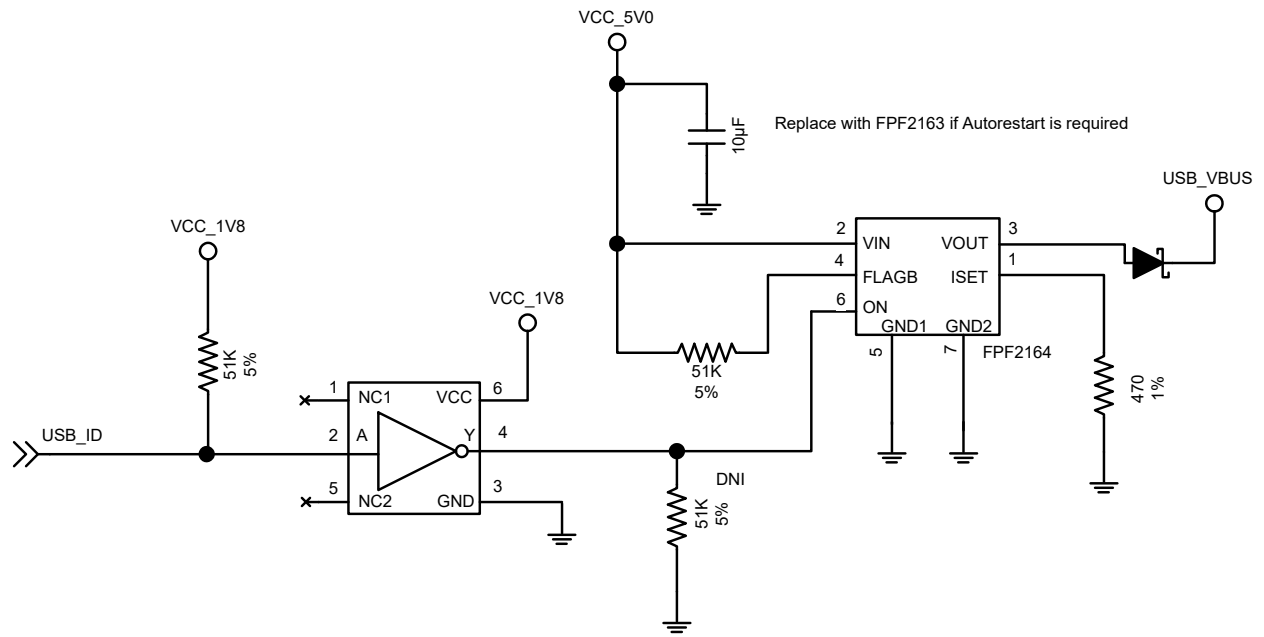 VCC_5V0
10µF
Replace with FPF2163 if Autorestart is required
USB_VBUS
VCC_1V8
2
VIN
VOUT
3
4
FLAGB
ISET
1
6
ON
GND1
GND2
5
7
FPF2164
VCC_1V8
51K
5%
51K
5%
470
1%
1
NC1
VCC
6
USB_ID
2
A
Y
4
5
NC2
GND
3
DNI
51K
5%